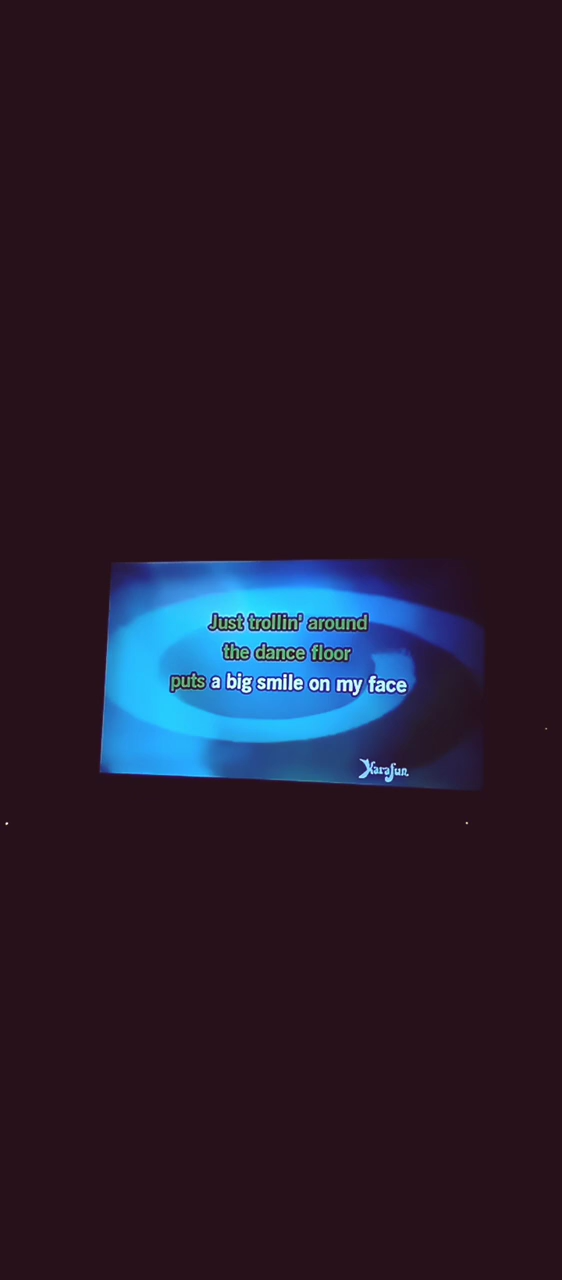 Just trollin' around
the dance floor
puts a big smile on my face
KaraFun